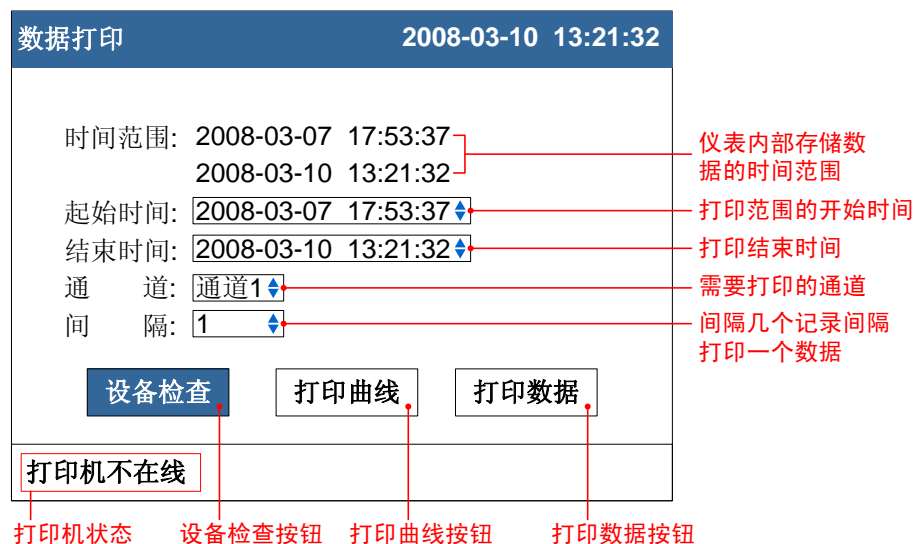 数据打印 2008-03-10 13:21:32
时间范围: 2008-03-07 17:53:37
2008-03-10 13:21:32
仪表内部存储数
据的时间范围
起始时间: 2008-03-07 17:53:37
打印范围的开始时间
结束时间: 2008-03-10 13:21:32
打印结束时间
通 道: 通道1
需要打印的通道
间 隔: 1
间隔几个记录间隔
打印一个数据
设备检查 打印曲线 打印数据
打印机不在线
打印机状态 设备检查按钮 打印曲线按钮 打印数据按钮